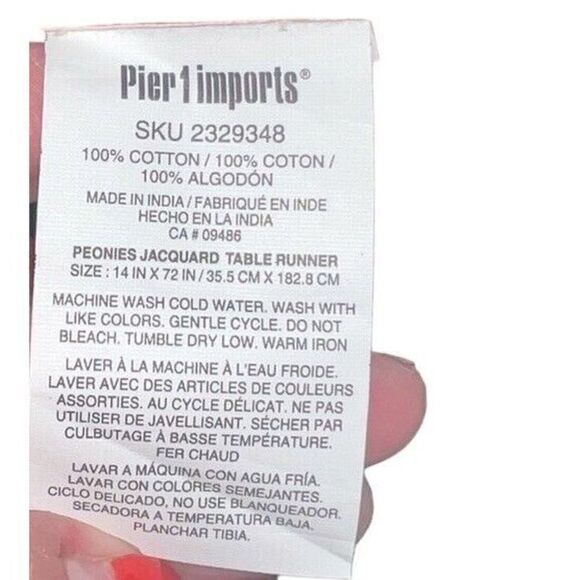 Pier 1 imports®
SKU 2329348
100% COTTON / 100% COTON /
100% ALGODÓN
MADE IN INDIA / FABRIQUÉ EN INDE
HECHO EN LA INDIA
CA # 09486
PEONIES JACQUARD TABLE RUNNER
SIZE : 14 IN X 72 IN / 35.5 CM X 182.8 CM
MACHINE WASH COLD WATER. WASH WITH
LIKE COLORS. GENTLE CYCLE. DO NOT
BLEACH. TUMBLE DRY LOW. WARM IRON
LAVER À LA MACHINE À L'EAU FROIDE.
LAVER AVEC DES ARTICLES DE COULEURS
ASSORTIES. AU CYCLE DÉLICAT. NE PAS
UTILISER DE JAVELLISANT. SÉCHER PAR
CULBUTAGE À BASSE TEMPÉRATURE.
FER CHAUD
LAVAR A MÁQUINA CON AGUA FRÍA.
LAVAR CON COLORES SEMEJANTES.
CICLO DELICADO, NO USE BLANQUEADOR.
SECADORA A TEMPERATURA BAJA.
PLANCHAR TIBIA.